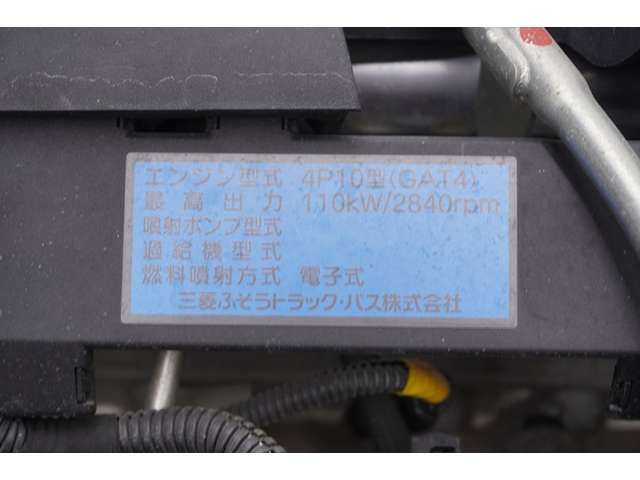 エンジン型式 4P10型(GAT4)
最高出力 110kW/2840rpm
噴射ポンプ型式
過給機型式
燃料噴射方式 電子式
三菱ふそうトラック・バス株式会社